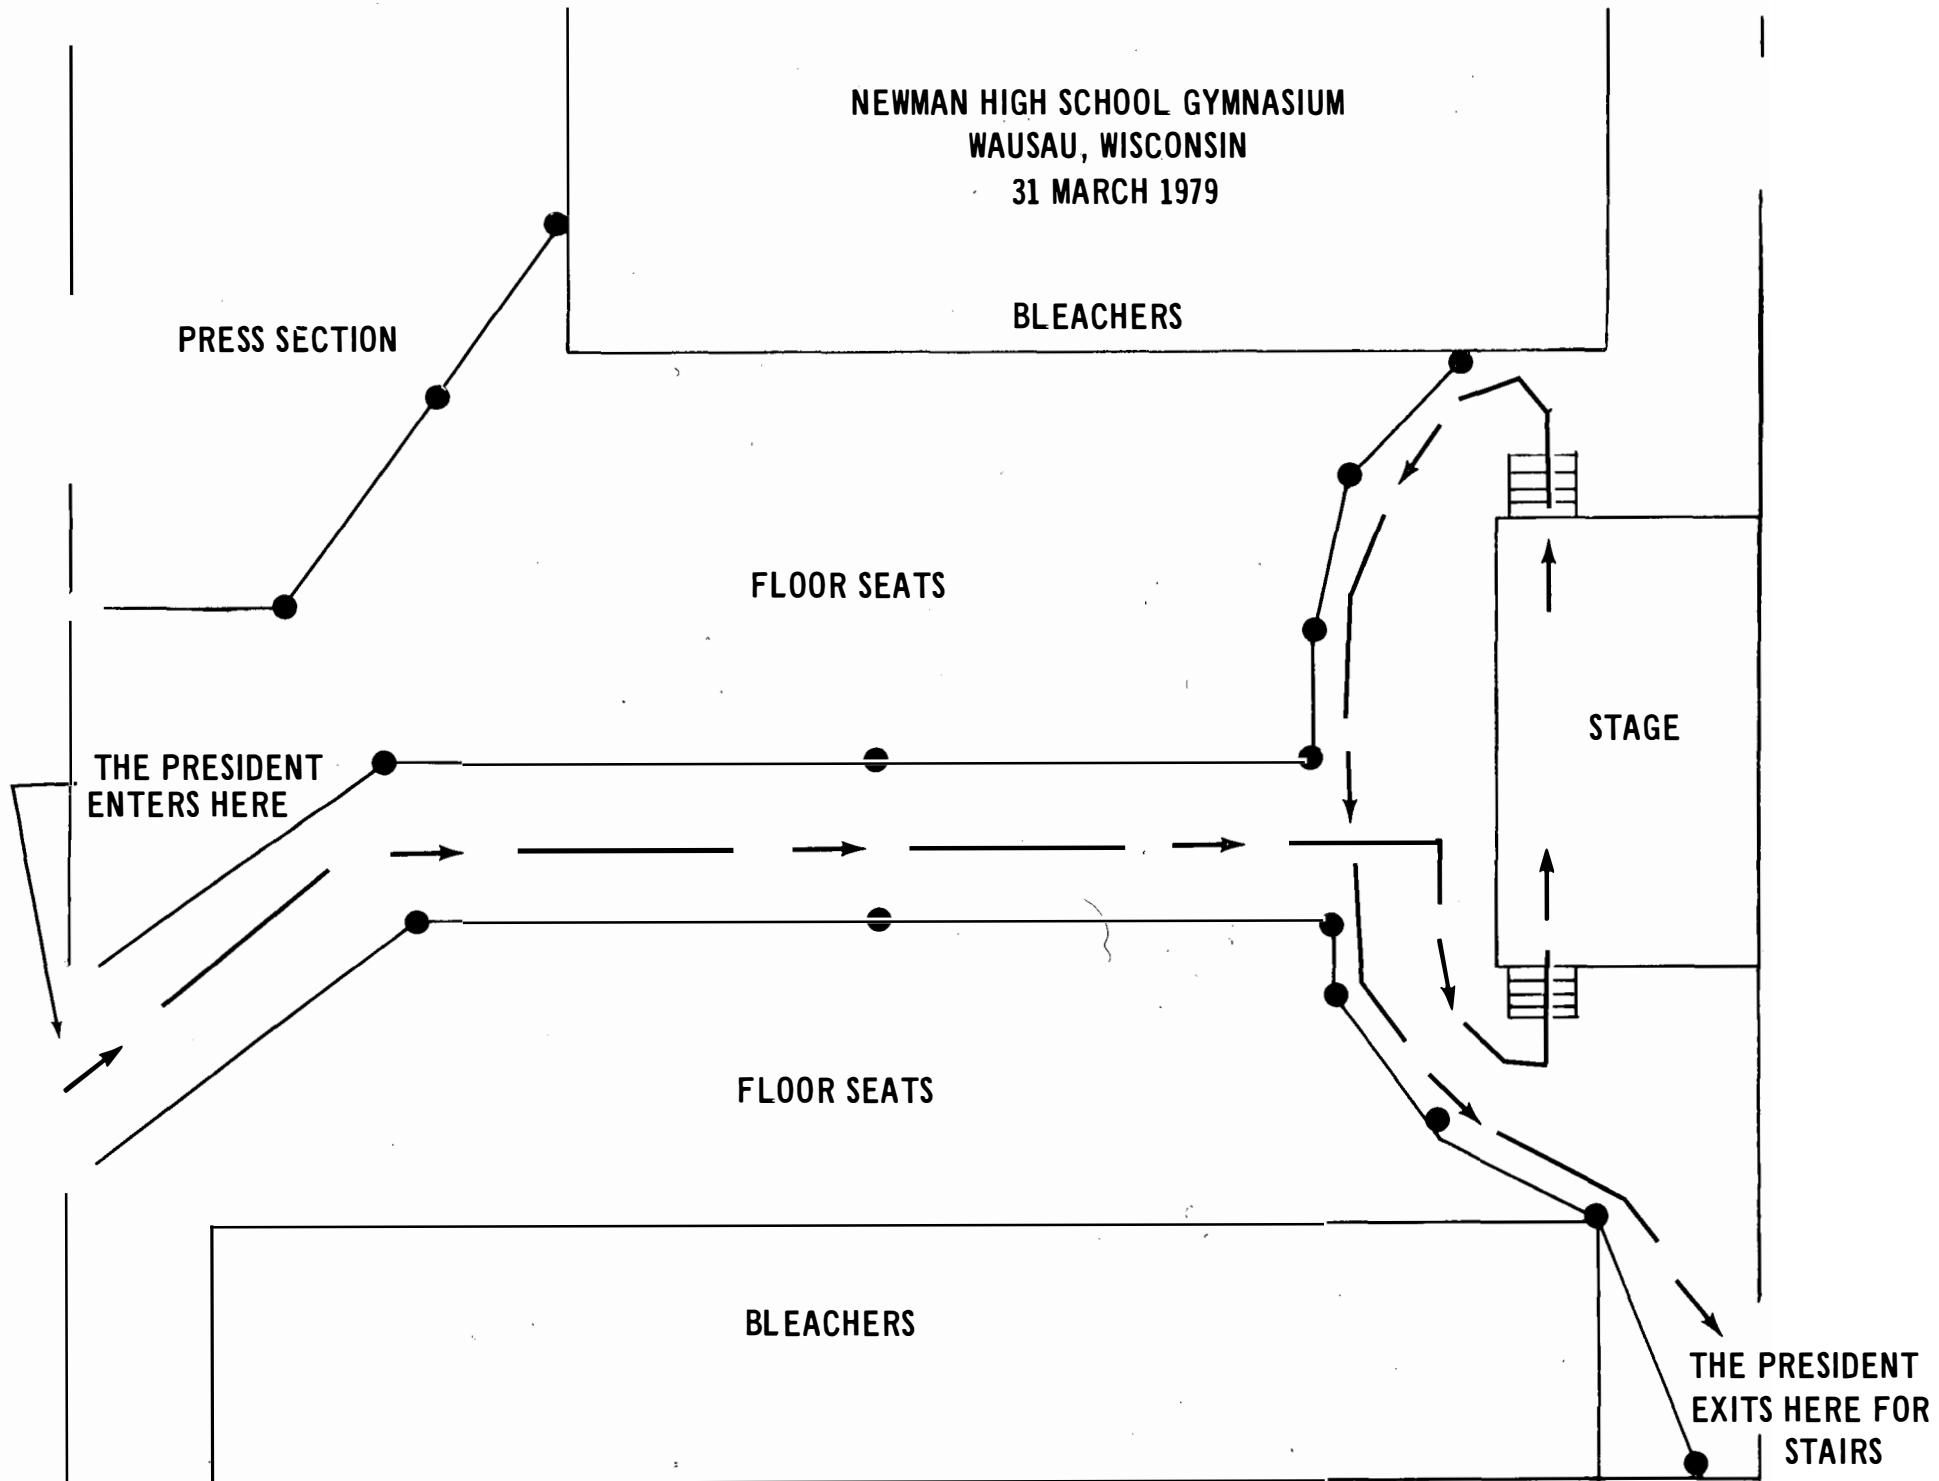 NEWMAN HIGH SCHOOL GYMNASIUM
WAUSAU, WISCONSIN
31 MARCH 1979
BLEACHERS
PRESS SECTION
FLOOR SEATS
STAGE
THE PRESIDENT
ENTERS HERE
FLOOR SEATS
BLEACHERS
THE PRESIDENT
EXITS HERE FOR
STAIRS